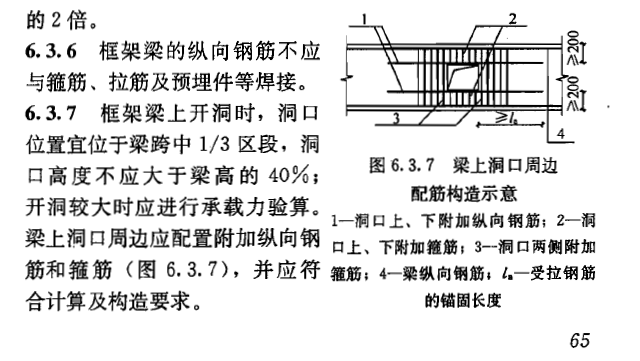 的2倍。
6.3.6 框架梁的纵向钢筋不应
与箍筋、拉筋及预埋件等焊接。
6.3.7 框架梁上开洞时，洞口
位置宜位于梁跨中1/3区段，洞
口高度不应大于梁高的40%；
开洞较大时应进行承载力验算。
梁上洞口周边应配置附加纵向钢
筋和箍筋（图6.3.7），并应符
合计算及构造要求。
1
2
≥200
≥200
3
≥la
4
图6.3.7 梁上洞口周边
配筋构造示意
1—洞口上、下附加纵向钢筋；2—洞
口上、下附加箍筋；3—洞口两侧附加
箍筋；4—梁纵向钢筋；la—受拉钢筋
的锚固长度
65